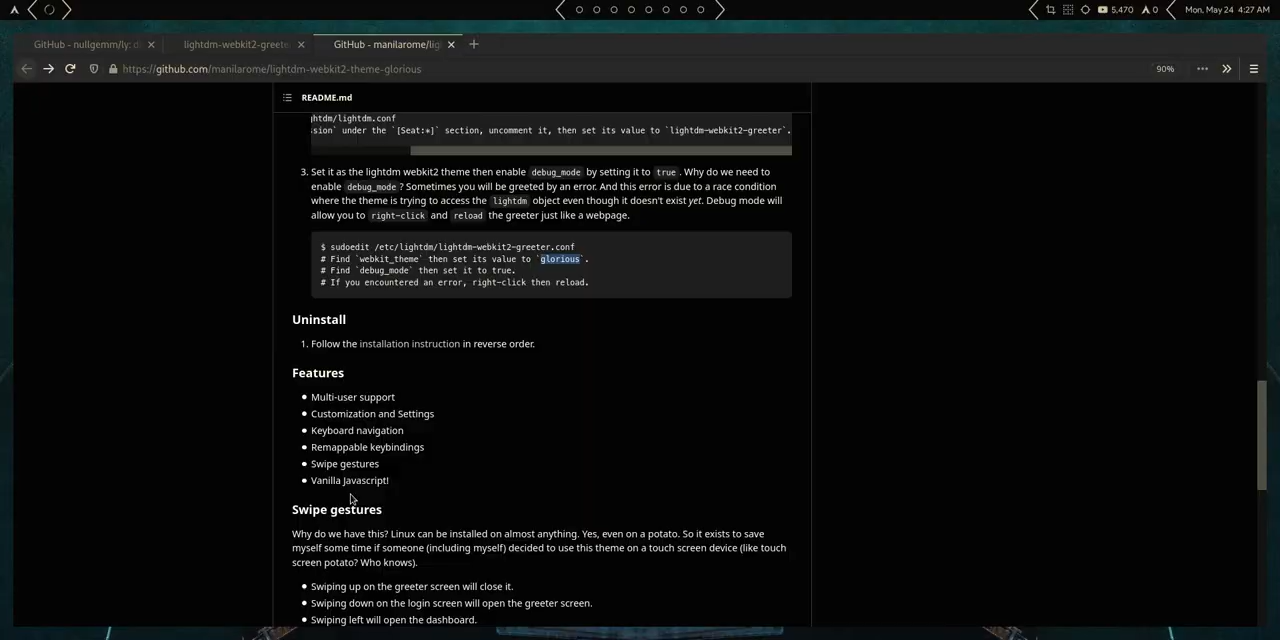 5,470
0
Mon, May 24 4:27 AM
GitHub - nullgemm/ly: d
lightdm-webkit2-greete
GitHub - manilarome/lig
https://github.com/manilarome/lightdm-webkit2-theme-glorious
90%
README.md
ghtdm/lightdm.conf
ssion` under the `[Seat:*] section, uncomment it, then set its value to `lightdm-webkit2-greeter`.
3. Set it as the lightdm webkit2 theme then enable debug_mode by setting it to true. Why do we need to
enable debug_mode? Sometimes you will be greeted by an error. And this error is due to a race condition
where the theme is trying to access the lightdm object even though it doesn't exist yet. Debug mode will
allow you to right-click and reload the greeter just like a webpage.
$ sudoedit /etc/lightdm/lightdm-webkit2-greeter.conf
# Find `webkit_theme` then set its value to `glorious`.
# Find `debug_mode` then set it to true.
# If you encountered an error, right-click then reload.
Uninstall
1. Follow the installation instruction in reverse order.
Features
• Multi-user support
• Customization and Settings
• Keyboard navigation
• Remappable keybindings
• Swipe gestures
• Vanilla Javascript!
Swipe gestures
Why do we have this? Linux can be installed on almost anything. Yes, even on a potato. So it exists to save
myself some time if someone (including myself) decided to use this theme on a touch screen device (like touch
screen potato? Who knows).
• Swiping up on the greeter screen will close it.
• Swiping down on the login screen will open the greeter screen.
• Swiping left will open the dashboard.